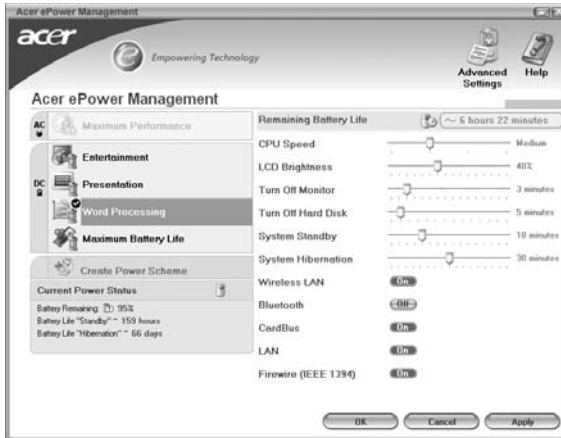 Acer ePower Management
acer
Empowering Technology
Advanced Settings
Help
Acer ePower Management
AC
Maximum Performance
DC
Entertainment
Presentation
Word Processing
Maximum Battery Life
Create Power Scheme
Current Power Status
Battery Remaining: 95%
Battery Life "Standby" ~ 159 hours
Battery Life "Hibernation" ~ 66 days
Remaining Battery Life ~ 6 hours 22 minutes
CPU Speed Medium
LCD Brightness 40%
Turn Off Monitor 3 minutes
Turn Off Hard Disk 5 minutes
System Standby 10 minutes
System Hibernation 30 minutes
Wireless LAN On
Bluetooth Off
CardBus On
LAN On
Firewire (IEEE 1394) On
OK Cancel Apply